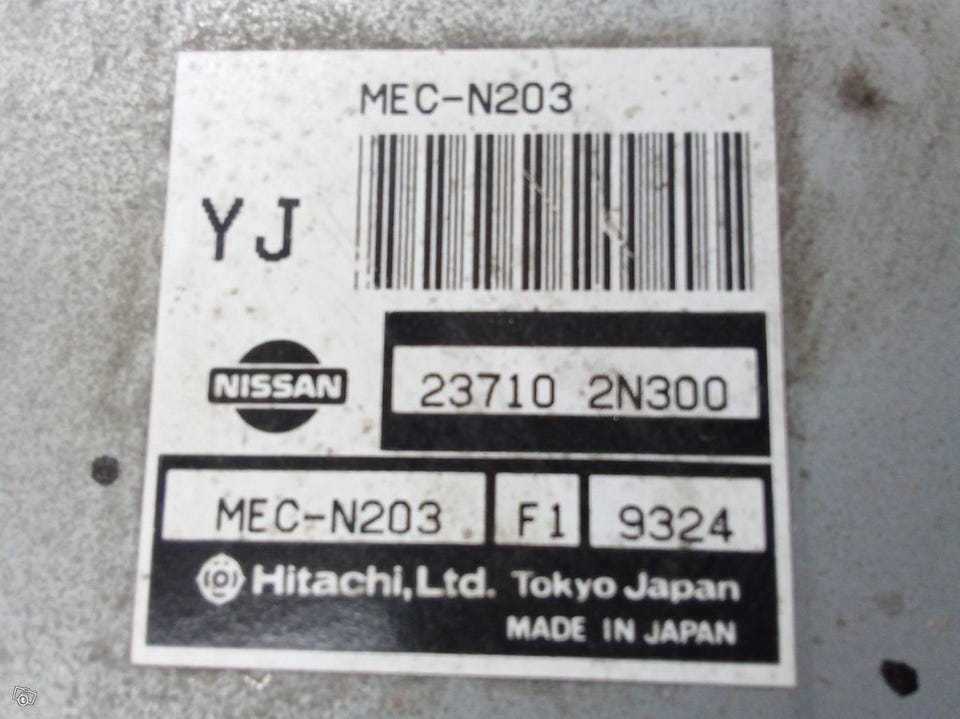 MEC-N203
YJ
NISSAN
23710 2N300
MEC-N203 F1 9324
Hitachi,Ltd. Tokyo Japan
MADE IN JAPAN